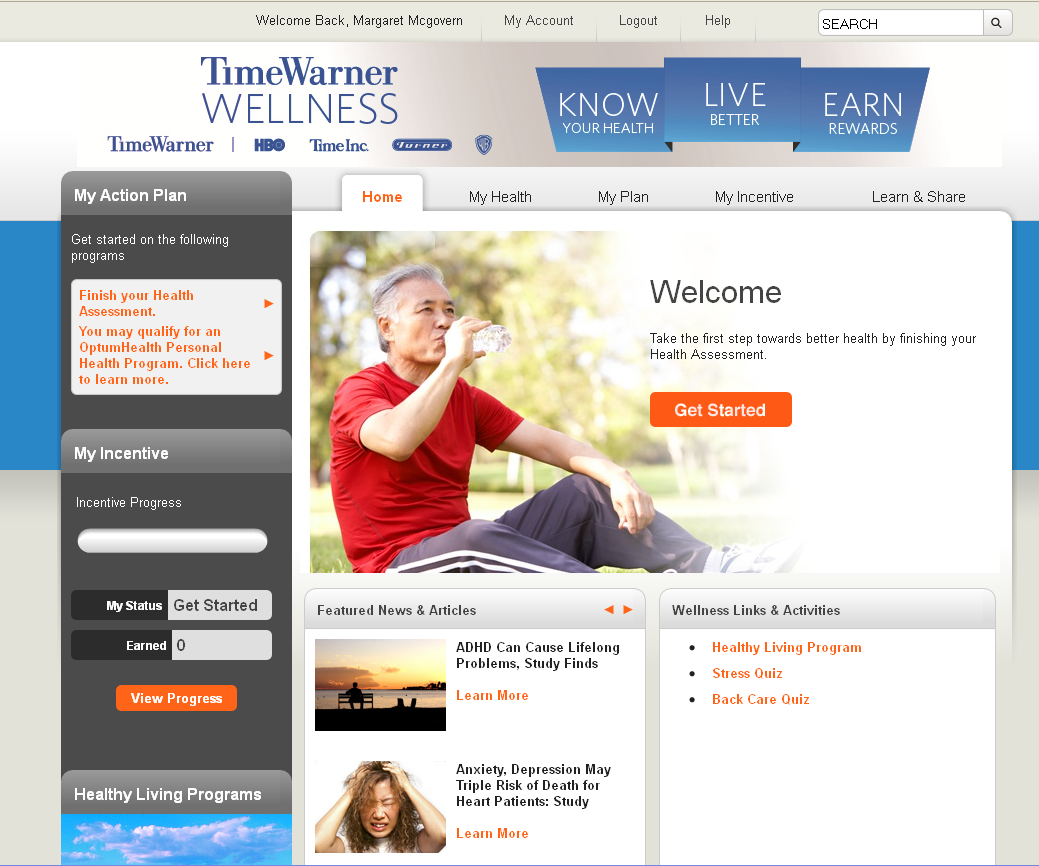 Welcome Back, Margaret Mcgovern
My Account
Logout
Help
SEARCH
TimeWarner
WELLNESS
TimeWarner | HBO TimeInc. Turner WB
KNOW
YOUR HEALTH
LIVE
BETTER
EARN
REWARDS
Home
My Health
My Plan
My Incentive
Learn & Share
My Action Plan
Get started on the following
programs
Finish your Health
Assessment.
You may qualify for an
OptumHealth Personal
Health Program. Click here
to learn more.
My Incentive
Incentive Progress
My Status Get Started
Earned 0
View Progress
Healthy Living Programs
Welcome
Take the first step towards better health by finishing your
Health Assessment.
Get Started
Featured News & Articles
ADHD Can Cause Lifelong
Problems, Study Finds
Learn More
Anxiety, Depression May
Triple Risk of Death for
Heart Patients: Study
Learn More
Wellness Links & Activities
Healthy Living Program
Stress Quiz
Back Care Quiz